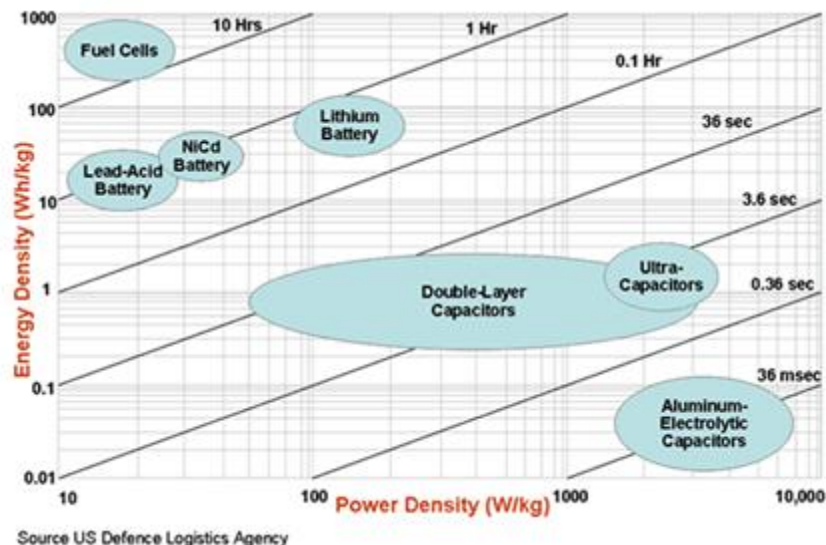 1000
10 Hrs
1 Hr
Fuel Cells
0.1 Hr
100
Lithium
Battery
36 sec
NiCd
Battery
Lead-Acid
Battery
10
3.6 sec
Ultra-
Capacitors
0.36 sec
Double-Layer
Capacitors
1
36 msec
0.1
Aluminum-
Electrolytic
Capacitors
0.01
Energy Density (Wh/kg)
10
100
1000
10,000
Power Density (W/kg)
Source US Defence Logistics Agency